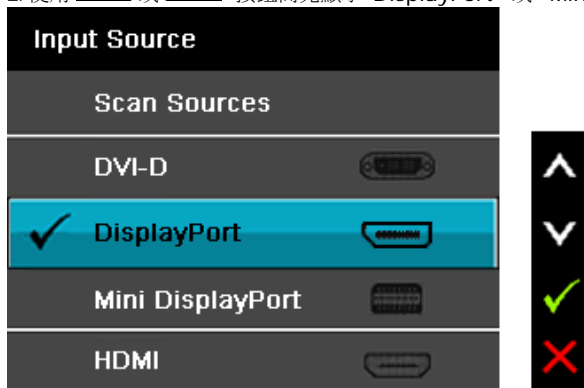 Input Source
Scan Sources
DVI-D
DisplayPort
Mini DisplayPort
HDMI